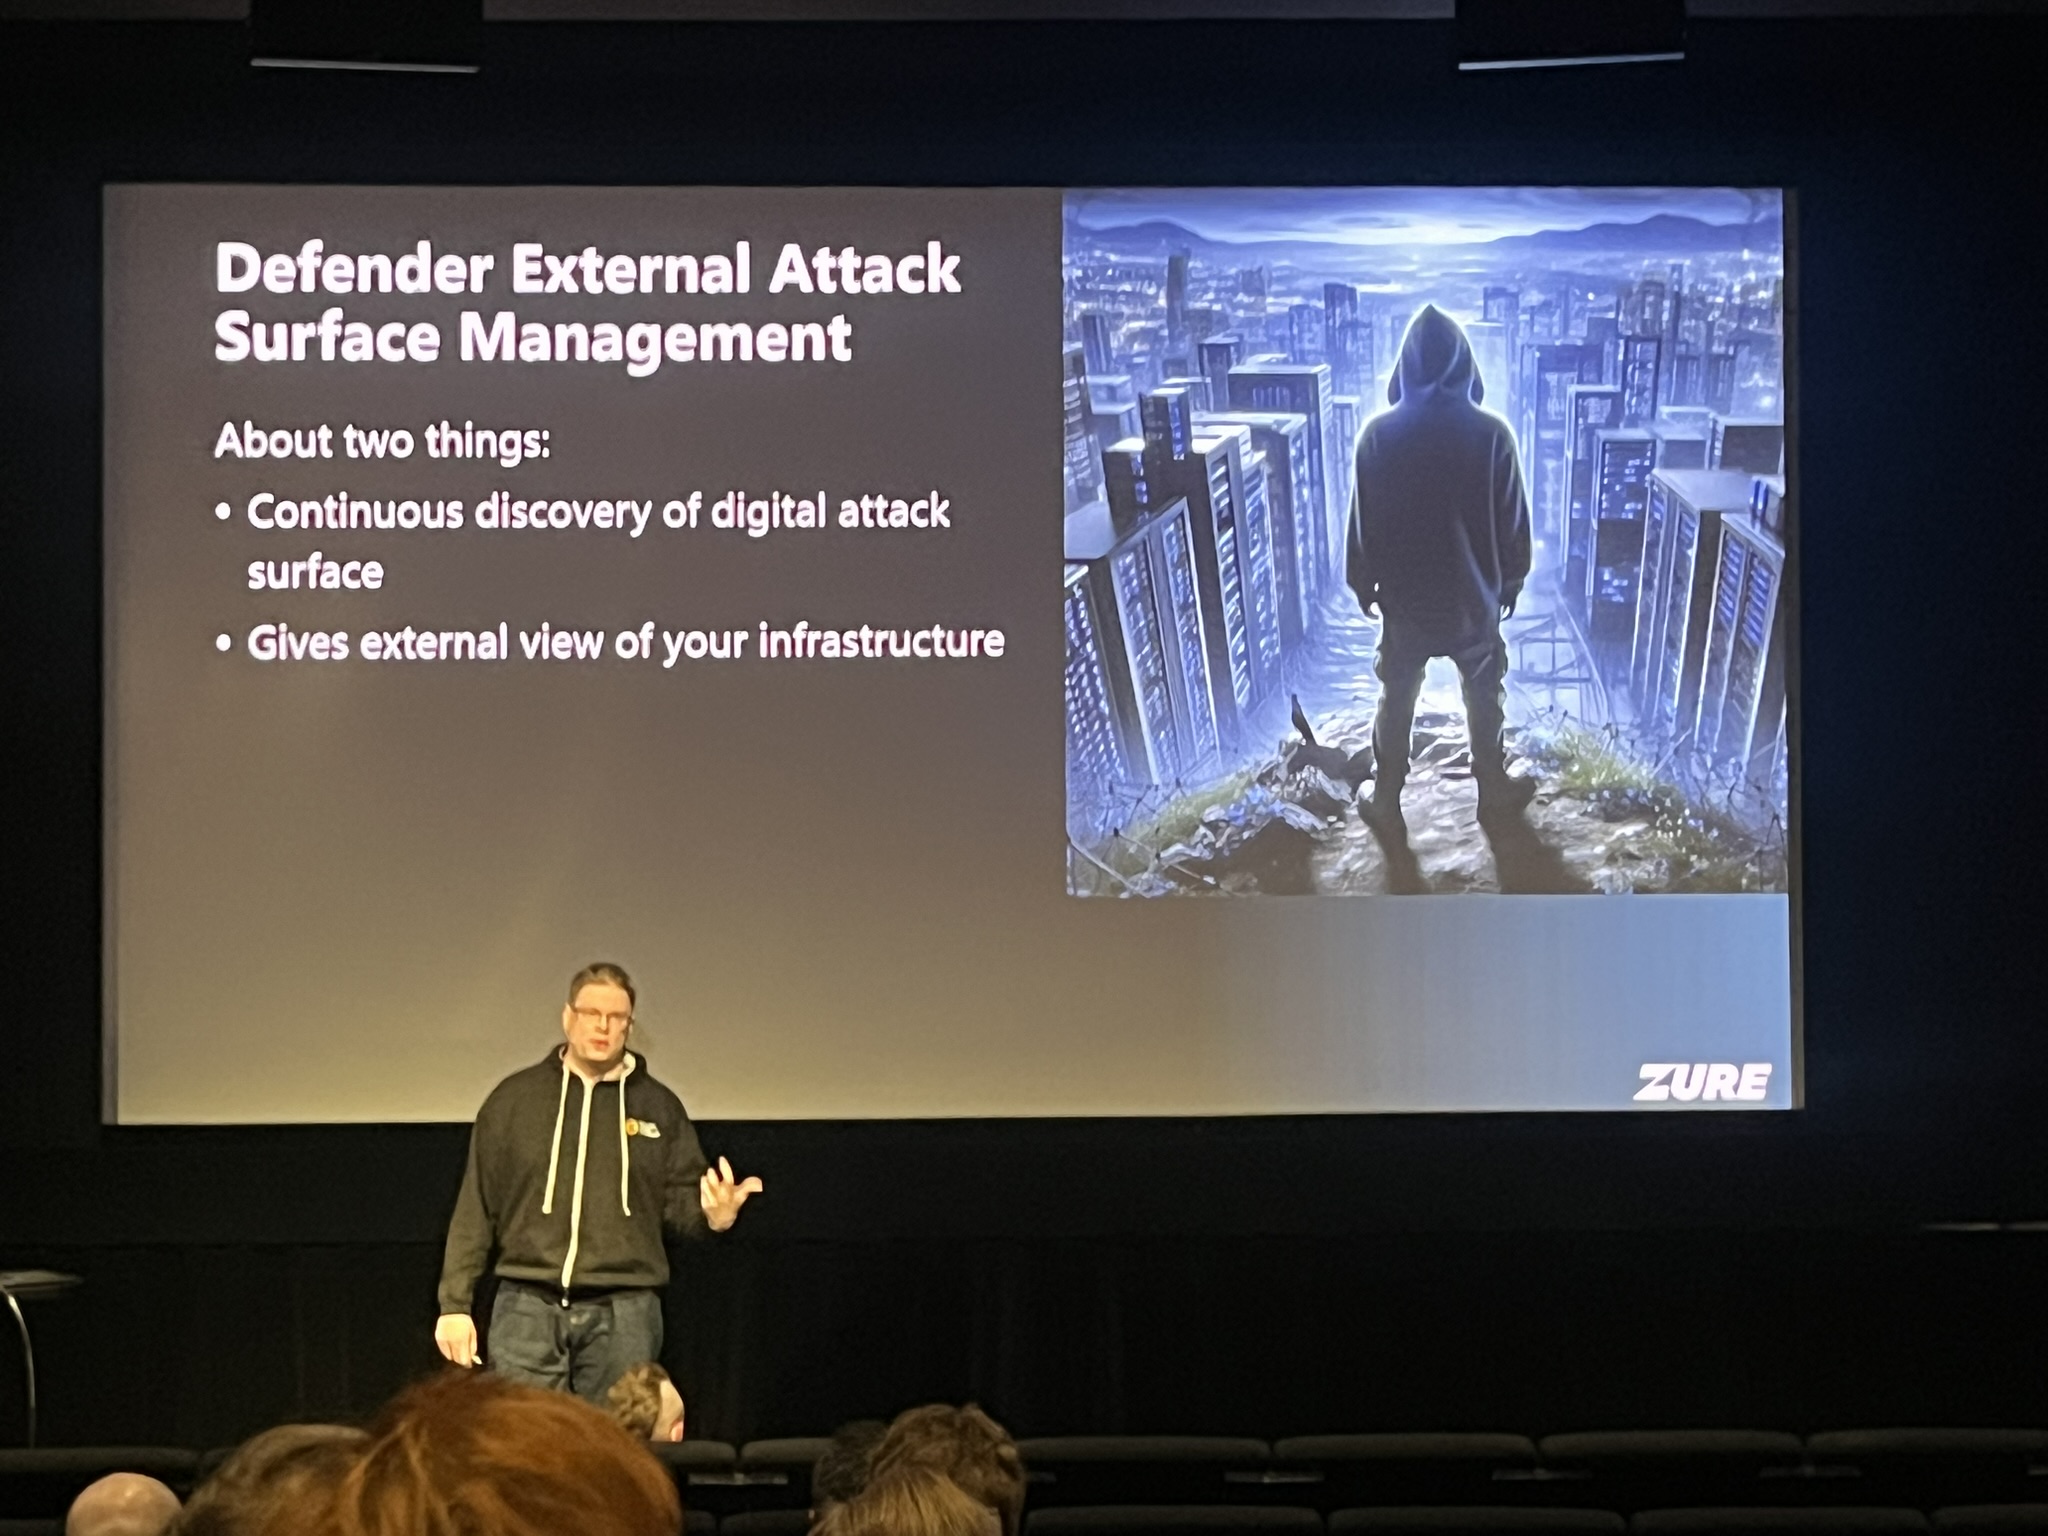 Defender External Attack
Surface Management
About two things:
• Continuous discovery of digital attack
surface
• Gives external view of your infrastructure
ZURE